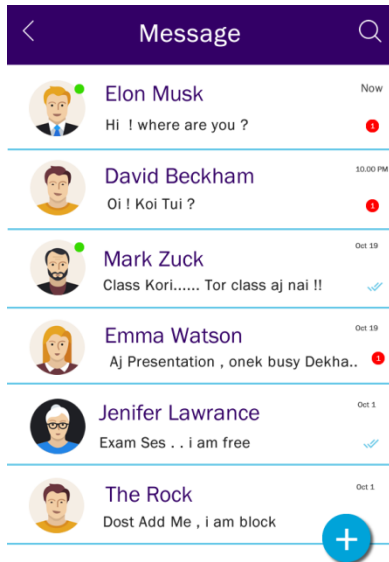 Message
Elon Musk
Now
Hi ! where are you ?
1
David Beckham
10.00 PM
Oi ! Koi Tui ?
1
Mark Zuck
Oct 19
Class Kori...... Tor class aj nai !!
Emma Watson
Oct 19
Aj Presentation , onek busy Dekha..
1
Jenifer Lawrance
Oct 1
Exam Ses . . i am free
The Rock
Oct 1
Dost Add Me , i am block